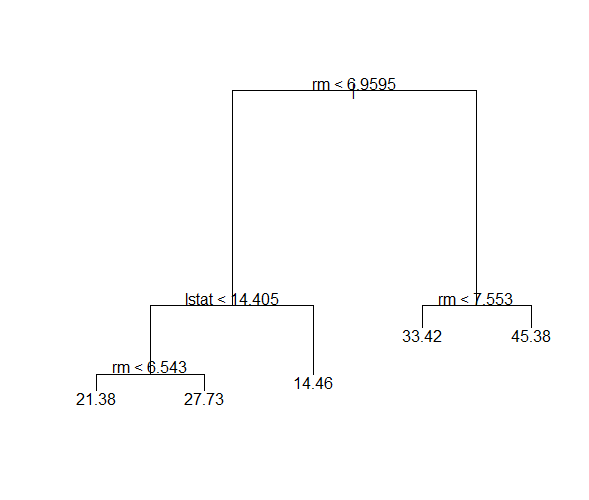 rm < 6.9595
lstat < 14.405
rm < 7.553
33.42
45.38
rm < 6.543
14.46
21.38
27.73